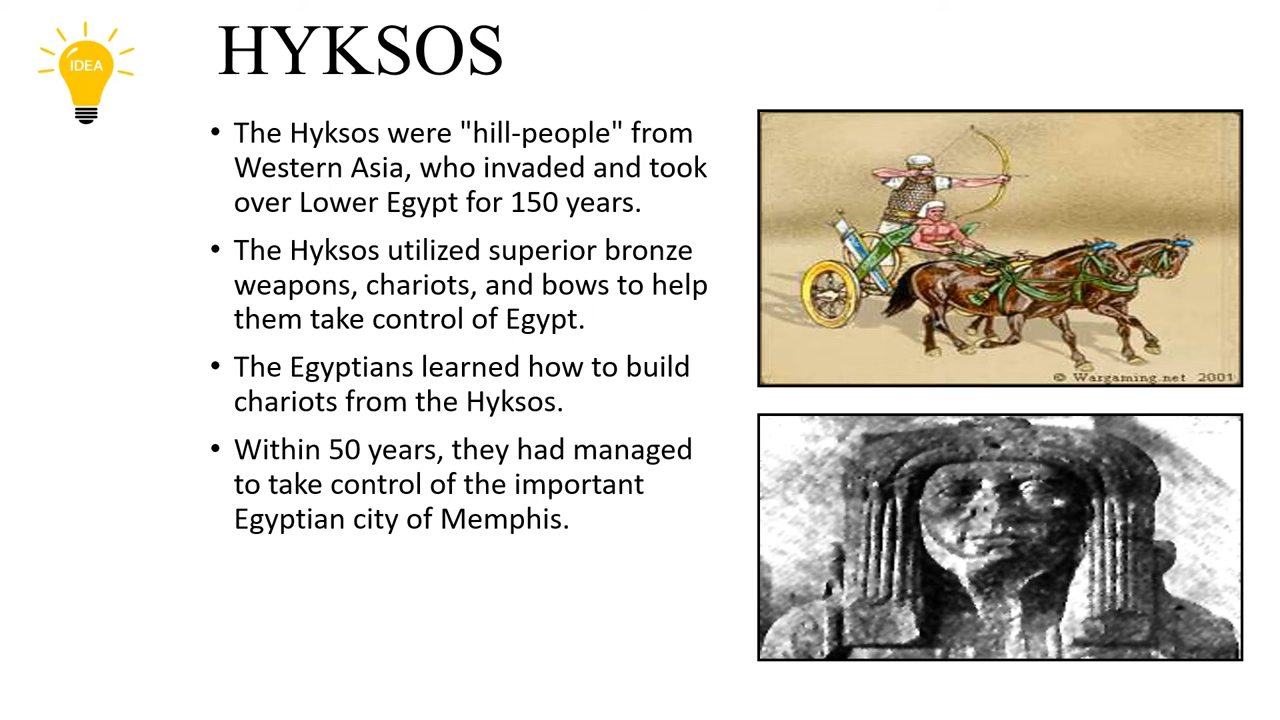 IDEA
HYKSOS
• The Hyksos were "hill-people" from
Western Asia, who invaded and took
over Lower Egypt for 150 years.
• The Hyksos utilized superior bronze
weapons, chariots, and bows to help
them take control of Egypt.
• The Egyptians learned how to build
chariots from the Hyksos.
• Within 50 years, they had managed
to take control of the important
Egyptian city of Memphis.
© Wargaming.net 2001